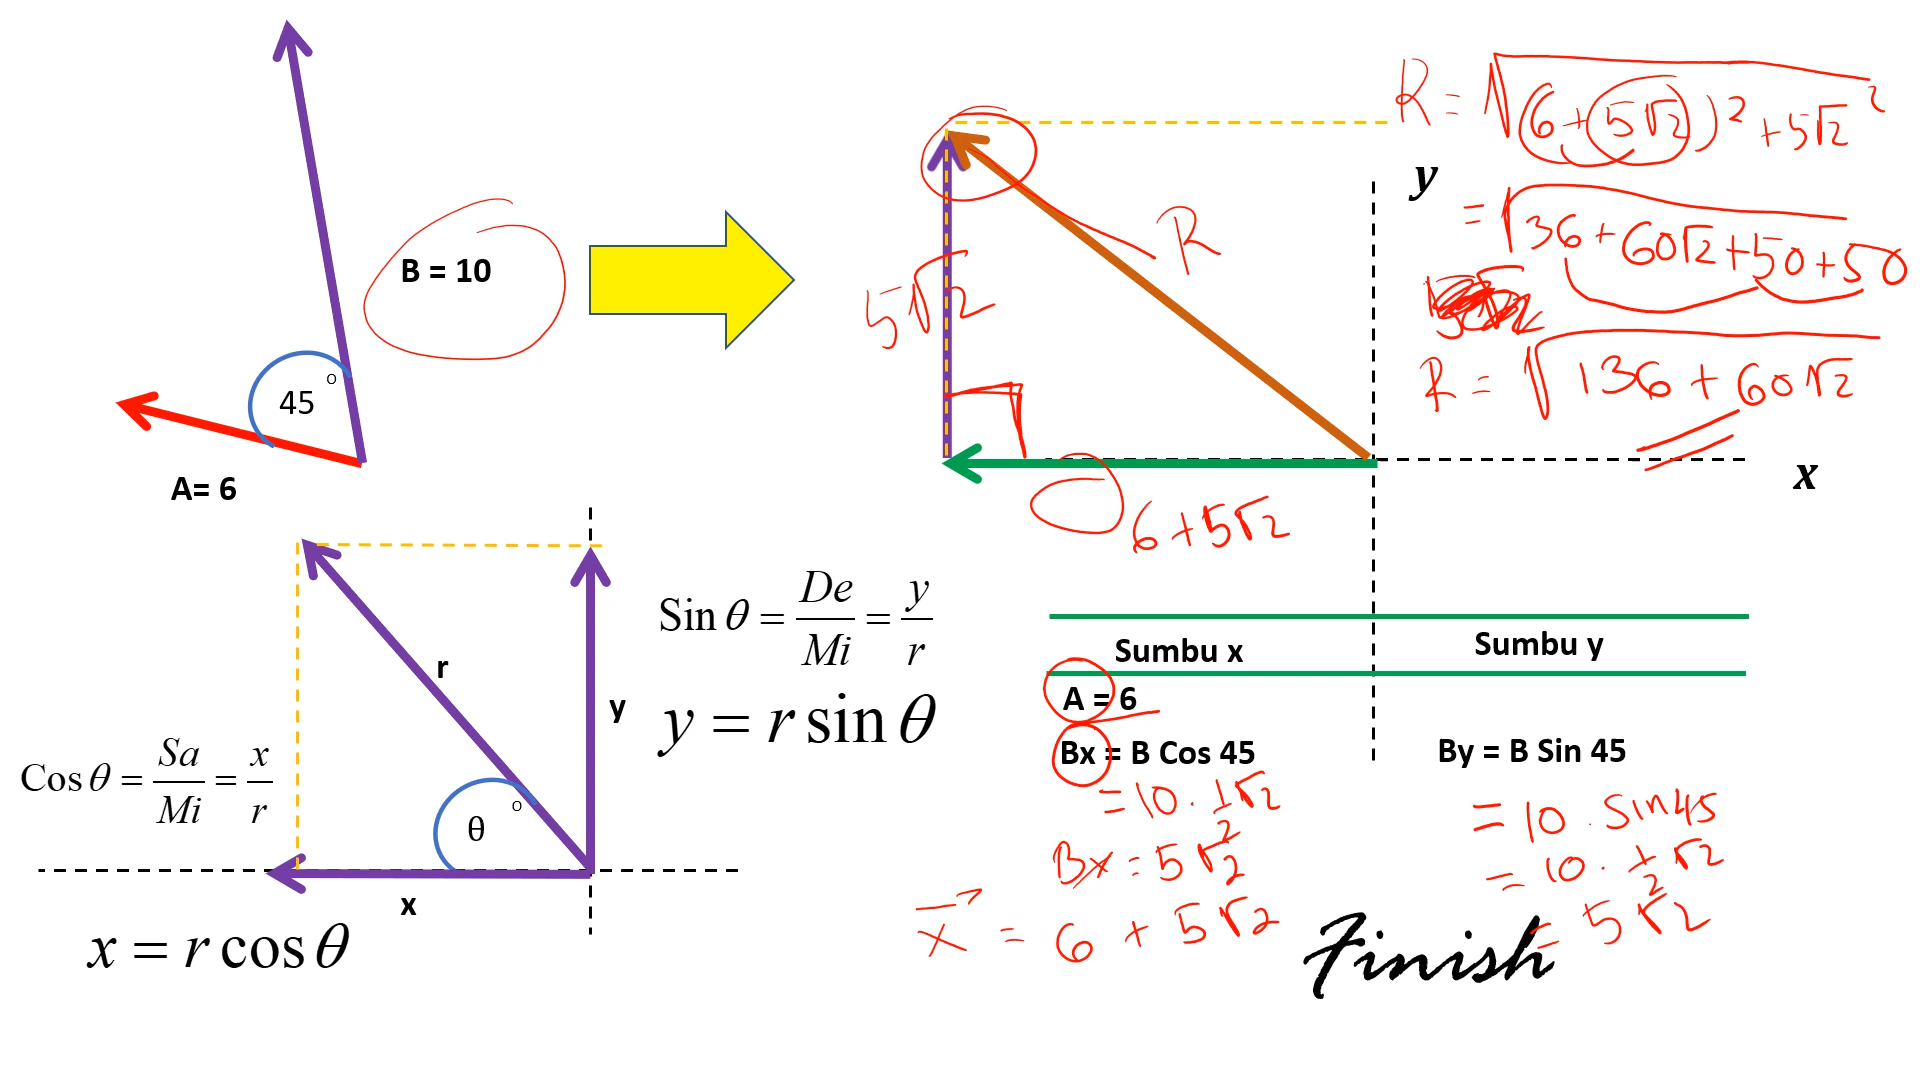 B = 10
45°
A= 6
r
y
θ°
x
Cos θ = Sa/Mi = x/r
x = r cos θ
Sin θ = De/Mi = y/r
y = r sin θ
5√2
R
6+5√2
y
x
R = √(6+5√2)² + 5√2²
= √36+60√2+50+50
R = √136+60√2
Sumbu x
Sumbu y
A = 6
Bx = B Cos 45
= 10 . 1/2 √2
Bx = 5√2
x = 6 + 5√2
By = B Sin 45
= 10 . Sin 45
= 10 . 1/2 √2
= 5√2
Finish